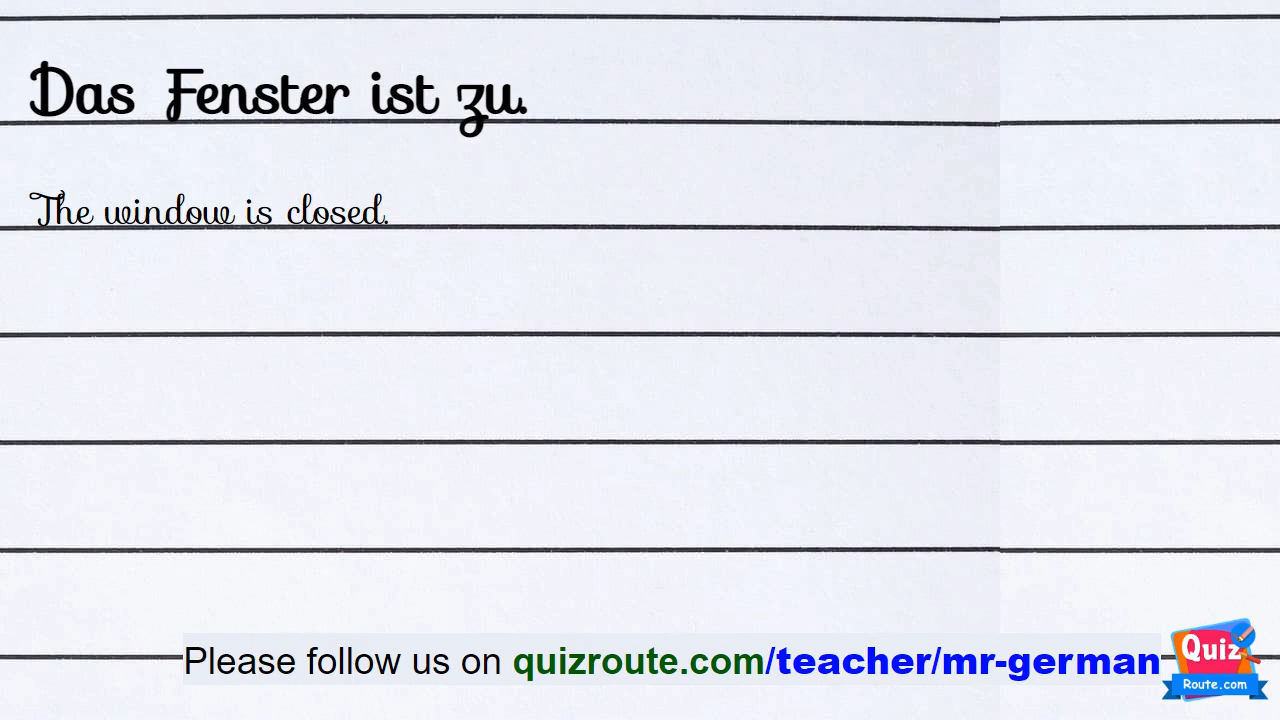 Das Fenster ist zu.
The window is closed.
Please follow us on quizroute.com/teacher/mr-german
Quiz
Route.com